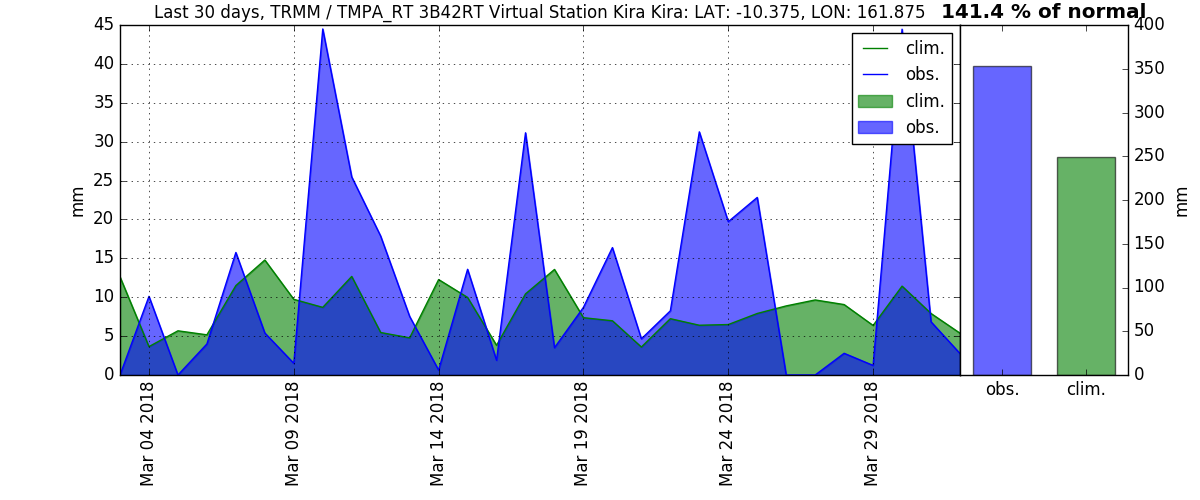 Last 30 days, TRMM / TMPA_RT 3B42RT Virtual Station Kira Kira: LAT: -10.375, LON: 161.875 141.4 % of normal
45
40
35
30
25
20
15
10
5
0
mm
clim.
obs.
clim.
obs.
Mar 04 2018
Mar 09 2018
Mar 14 2018
Mar 19 2018
Mar 24 2018
Mar 29 2018
400
350
300
250
200
150
100
50
0
mm
obs. clim.